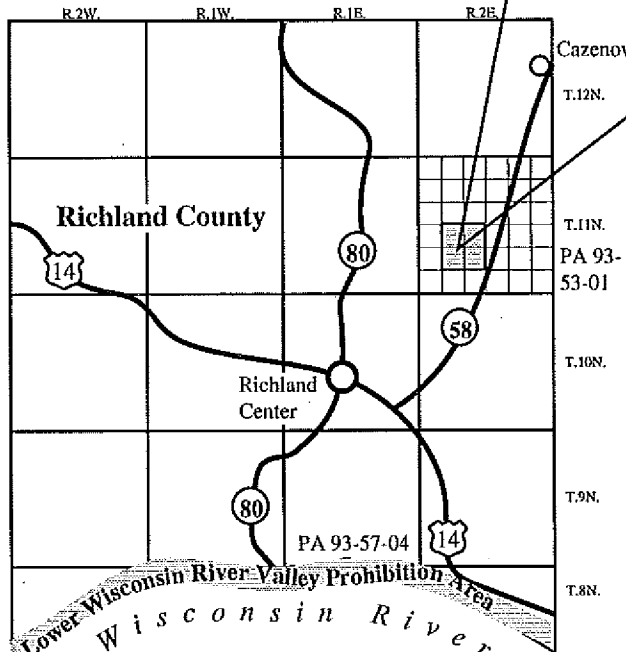 R.2W. R.1W. R.1E. R.2E.
Cazenov
T.12N.
Richland County
T.11N.
14
80
PA 93-
53-01
58
T.10N.
Richland
Center
80
T.9N.
PA 93-57-04
14
Lower Wisconsin River Valley Prohibition Area
T.8N.
Wisconsin River